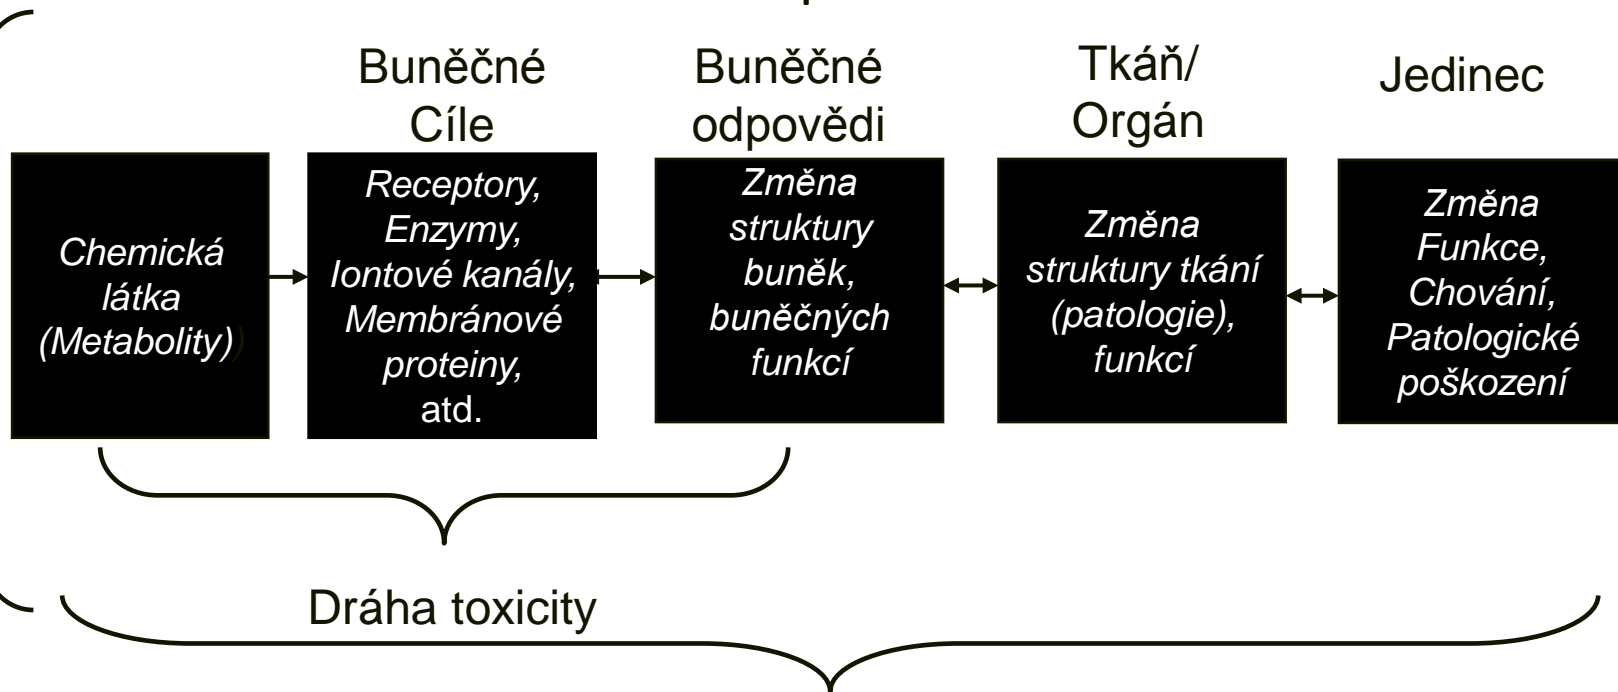 Buněčné
Cíle
Buněčné
odpovědi
Tkáň/
Orgán
Jedinec
Chemická
látka
(Metabolity))
Receptory,
Enzymy,
Iontové kanály,
Membránové
proteiny,
atd.
Změna
struktury
buněk,
buněčných
funkcí
Změna
struktury tkání
(patologie),
funkcí
Změna
Funkce,
Chování,
Patologické
poškození
Dráha toxicity